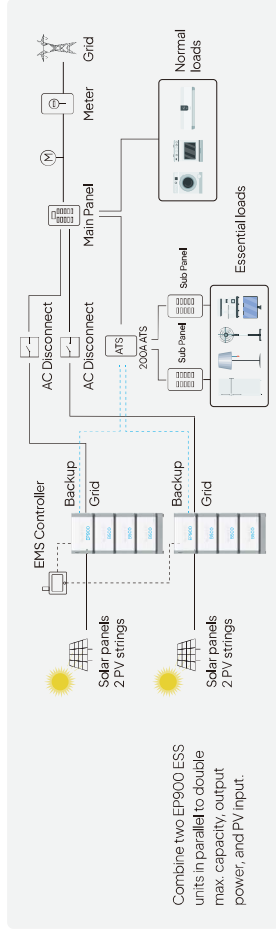 Combine two EP900 ESS
units in parallel to double
max. capacity, output
power, and PV input.
Solar panels
2 PV strings
Solar panels
2 PV strings
EMS Controller
Backup
Grid
Backup
Grid
AC Disconnect
AC Disconnect
ATS
200A ATS
Sub Panel
Sub Panel
Essential loads
Main Panel
M
Meter
Grid
Normal
loads